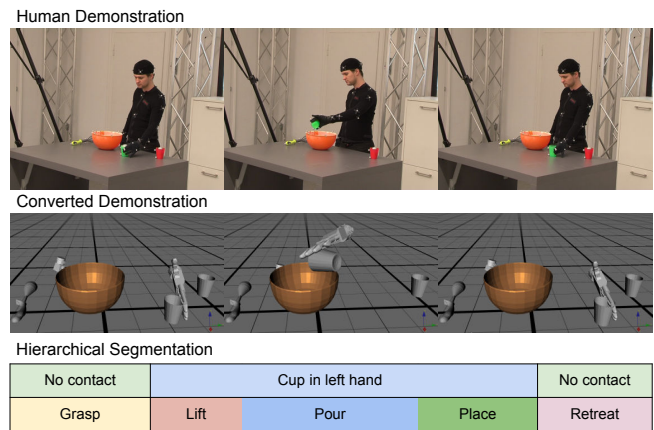 Human Demonstration
Converted Demonstration
Hierarchical Segmentation
No contact Cup in left hand No contact
Grasp Lift Pour Place Retreat